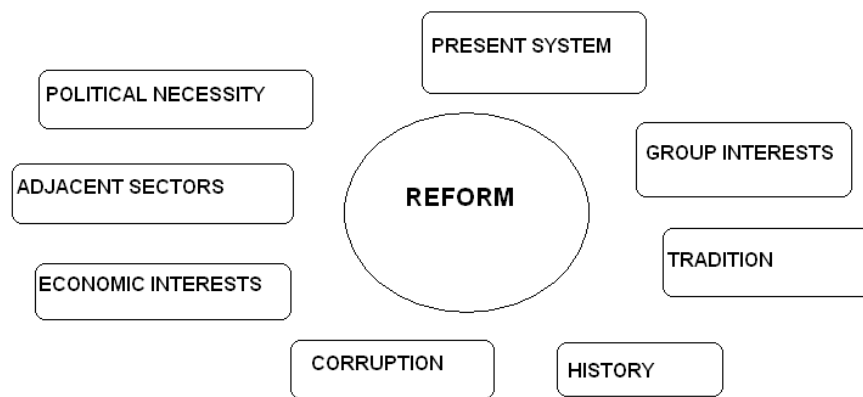 PRESENT SYSTEM
POLITICAL NECESSITY
GROUP INTERESTS
ADJACENT SECTORS
REFORM
TRADITION
ECONOMIC INTERESTS
CORRUPTION
HISTORY